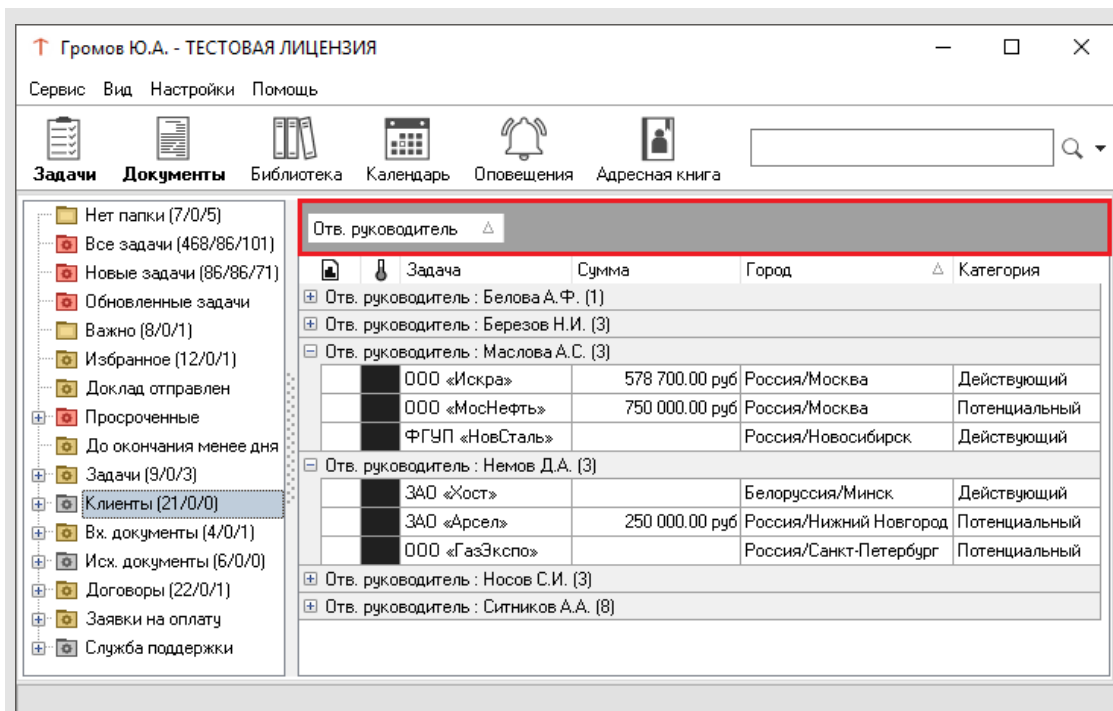 Громов Ю.А. - ТЕСТОВАЯ ЛИЦЕНЗИЯ
Сервис Вид Настройки Помощь
Задачи Документы Библиотека Календарь Оповещения Адресная книга
Нет папки (7/0/5)
Все задачи (468/86/101)
Новые задачи (86/86/71)
Обновленные задачи
Важно (8/0/1)
Избранное (12/0/1)
Доклад отправлен
Просроченные
До окончания менее дня
Задачи (9/0/3)
Клиенты (21/0/0)
Вх. документы (4/0/1)
Исх. документы (6/0/0)
Договоры (22/0/1)
Заявки на оплату
Служба поддержки
Отв. руководитель
Задача Сумма Город Категория
Отв. руководитель : Белова А.Ф. (1)
Отв. руководитель : Березов Н.И. (3)
Отв. руководитель : Маслова А.С. (3)
ООО «Искра» 578 700.00 руб Россия/Москва Действующий
ООО «МосНефть» 750 000.00 руб Россия/Москва Потенциальный
ФГУП «НовСталь» Россия/Новосибирск Действующий
Отв. руководитель : Немов Д.А. (3)
ЗАО «Хост» Белоруссия/Минск Действующий
ЗАО «Арсел» 250 000.00 руб Россия/Нижний Новгород Потенциальный
ООО «ГазЭкспо» Россия/Санкт-Петербург Потенциальный
Отв. руководитель : Носов С.И. (3)
Отв. руководитель : Ситников А.А. (8)